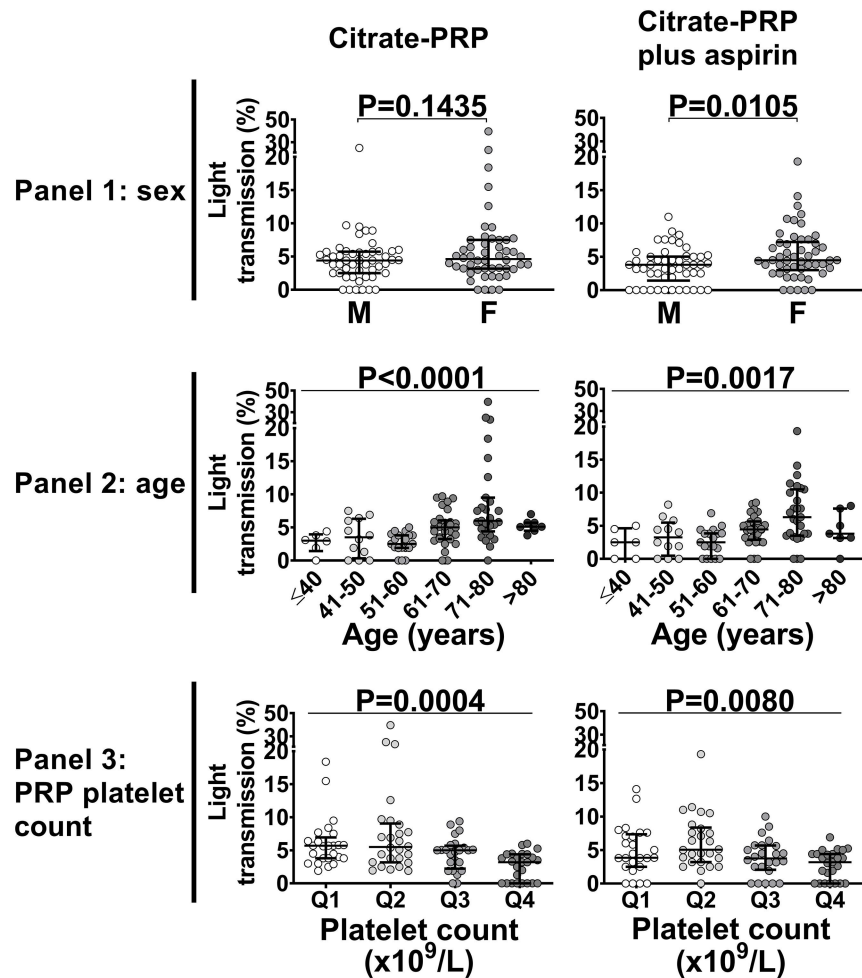 Citrate-PRP
Citrate-PRP
plus aspirin
Panel 1: sex
Light
transmission (%)
50
30
20
15
10
5
0
P=0.1435
M
F
50
30
20
15
10
5
0
P=0.0105
M
F
Panel 2: age
Light
transmission (%)
50
30
20
15
10
5
0
P<0.0001
≤40
41-50
51-60
61-70
71-80
>80
Age (years)
50
30
20
15
10
5
0
P=0.0017
≤40
41-50
51-60
61-70
71-80
>80
Age (years)
Panel 3:
PRP platelet
count
Light
transmission (%)
50
30
20
15
10
5
0
P=0.0004
Q1 Q2 Q3 Q4
Platelet count
(x10⁹/L)
50
30
20
15
10
5
0
P=0.0080
Q1 Q2 Q3 Q4
Platelet count
(x10⁹/L)